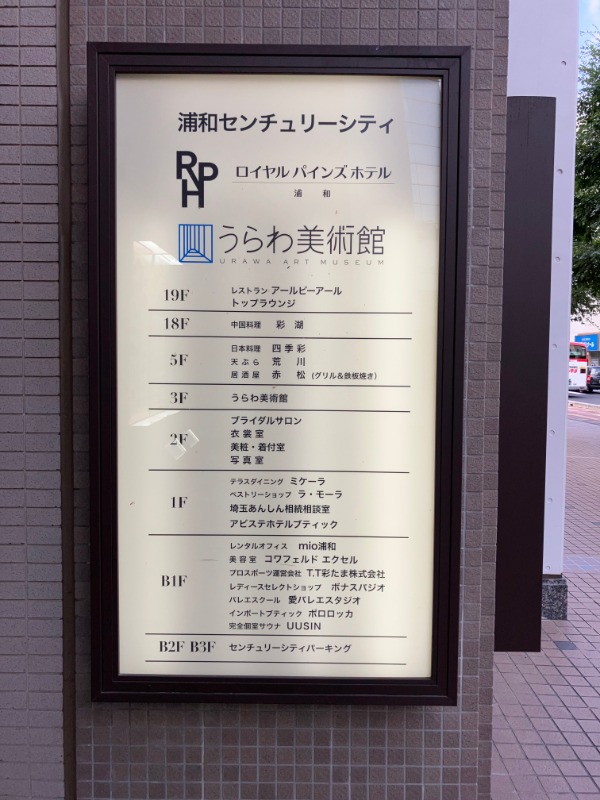 浦和センチュリーシティ
RPH
ロイヤルパインズホテル
浦和
うらわ美術館
URAWA ART MUSEUM
19F レストラン アールピーアール
トップラウンジ
18F 中国料理 彩湖
5F 日本料理 四季彩
天ぷら 荒川
居酒屋 赤松 (グリル&鉄板焼き)
3F うらわ美術館
2F ブライダルサロン
衣裳室
美粧・着付室
写真室
1F テラスダイニング ミケーラ
ペストリーショップ ラ・モーラ
埼玉あんしん相続相談室
アビステホテルブティック
B1F レンタルオフィス mio浦和
美容室 コワフェルド エクセル
プロスポーツ運営会社 T.T彩たま株式会社
レディースセレクトショップ ボナスパジオ
バレエスクール 愛バレエスタジオ
インポートブティック ポロロッカ
完全個室サウナ UUSIN
B2F B3F センチュリーシティパーキング